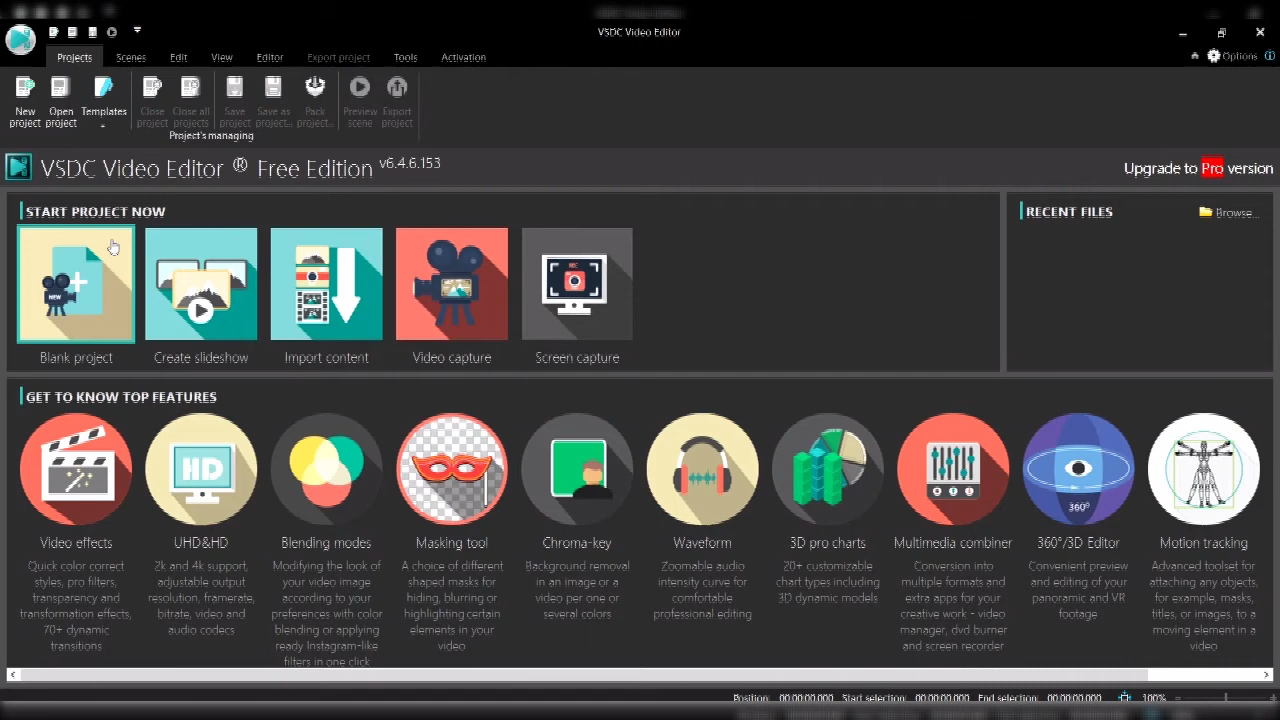 VSDC Video Editor
Projects Scenes Edit View Editor Export project Tools Activation
Options
New project
Open project
Templates
Close project
Close all projects
Save project
Save as project...
Pack project...
Preview scene
Export project
Project's managing
VSDC Video Editor ® Free Edition v6.4.6.153
Upgrade to Pro version
START PROJECT NOW
RECENT FILES
Browse...
NEW
REC
Blank project
Create slideshow
Import content
Video capture
Screen capture
GET TO KNOW TOP FEATURES
HD
360°
Video effects
Quick color correct
styles, pro filters,
transparency and
transformation effects,
70+ dynamic
transitions
UHD&HD
2k and 4k support,
adjustable output
resolution, framerate,
bitrate, video and
audio codecs
Blending modes
Modifying the look of
your video image
according to your
preferences with color
blending or applying
ready Instagram-like
filters in one click
Masking tool
A choice of different
shaped masks for
hiding, blurring or
highlighting certain
elements in your
video
Chroma-key
Background removal
in an image or a
video per one or
several colors
Waveform
Zoomable audio
intensity curve for
comfortable
professional editing
3D pro charts
20+ customizable
chart types including
3D dynamic models
Multimedia combiner
Conversion into
multiple formats and
extra apps for your
creative work - video
manager, dvd burner
and screen recorder
360°/3D Editor
Convenient preview
and editing of your
panoramic and VR
footage
Motion tracking
Advanced toolset for
attaching any objects,
for example, masks,
titles, or images, to a
moving element in a
video
Position: 00:00:00.000 Start selection: 00:00:00.000 End selection: 00:00:00.000 100%